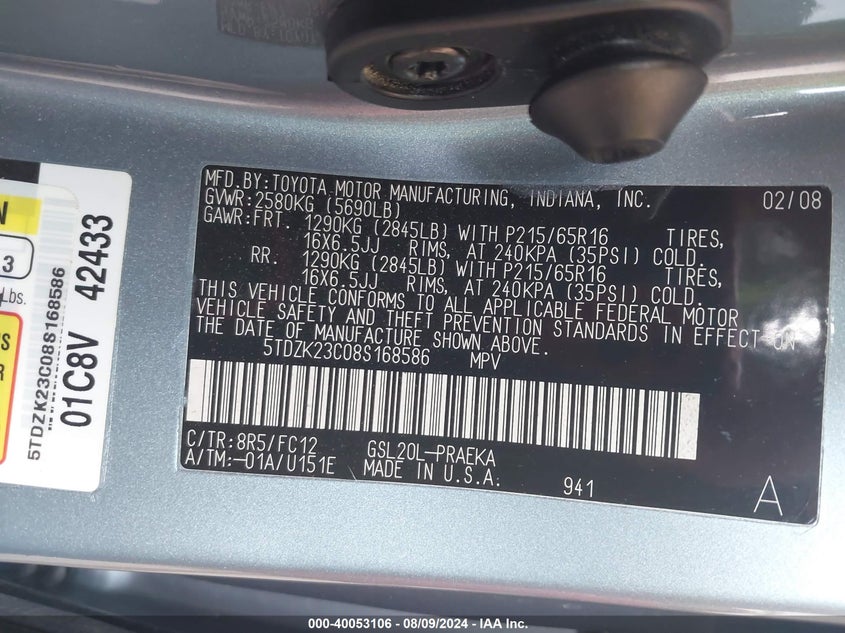 MFD.BY:TOYOTA MOTOR MANUFACTURING, INDIANA, INC. 02/08
GVWR:2580KG (5690LB)
GAWR:FRT. 1290KG (2845LB) WITH P215/65R16 TIRES,
16X6.5JJ RIMS, AT 240KPA (35PSI) COLD.
RR. 1290KG (2845LB) WITH P215/65R16 TIRES,
16X6.5JJ RIMS, AT 240KPA (35PSI) COLD.
THIS VEHICLE CONFORMS TO ALL APPLICABLE FEDERAL MOTOR
VEHICLE SAFETY AND THEFT PREVENTION STANDARDS IN EFFECT ON
THE DATE OF MANUFACTURE SHOWN ABOVE.
5TDZK23C08S168586 MPV
C/TR:8R5/FC12 GSL20L-PRAEKA
A/TM:-01A/U151E MADE IN U.S.A.
941
A
N
3
Lbs.
S
R
5TDZK23C08S168586
01C8V 42433
000-40053106 - 08/09/2024 - IAA Inc.